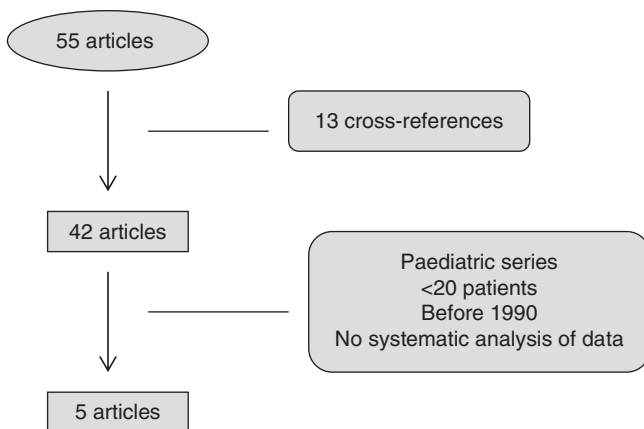 55 articles
13 cross-references
42 articles
Paediatric series
<20 patients
Before 1990
No systematic analysis of data
5 articles